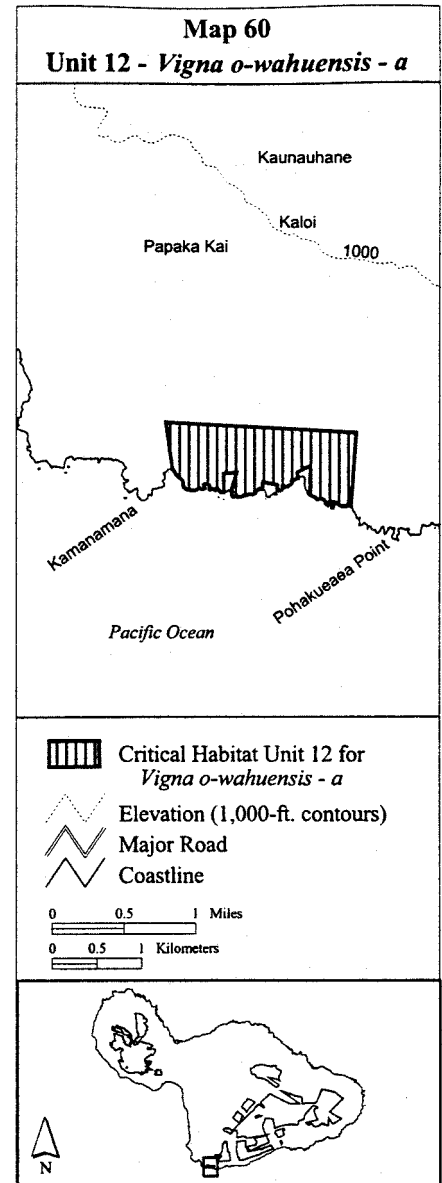 Map 60
Unit 12 - Vigna o-wahuensis - a
Kaunauhane
Kaloi
Papaka Kai
1000
Kamanamana
Pohakueaea Point
Pacific Ocean
Critical Habitat Unit 12 for
Vigna o-wahuensis - a
Elevation (1,000-ft. contours)
Major Road
Coastline
0 0.5 1 Miles
0 0.5 1 Kilometers
N